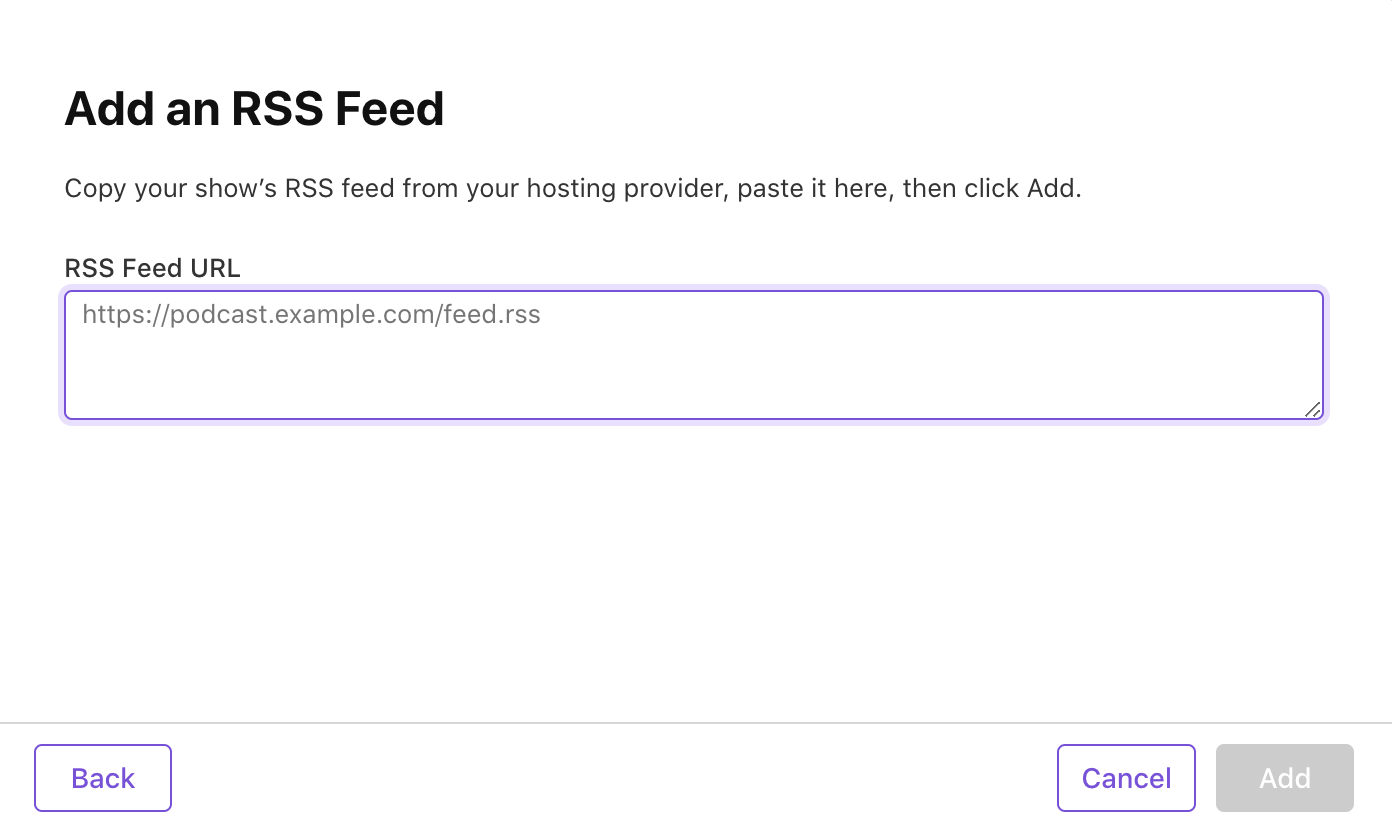 Add an RSS Feed
Copy your show’s RSS feed from your hosting provider, paste it here, then click Add.
RSS Feed URL
https://podcast.example.com/feed.rss
Back
Cancel
Add